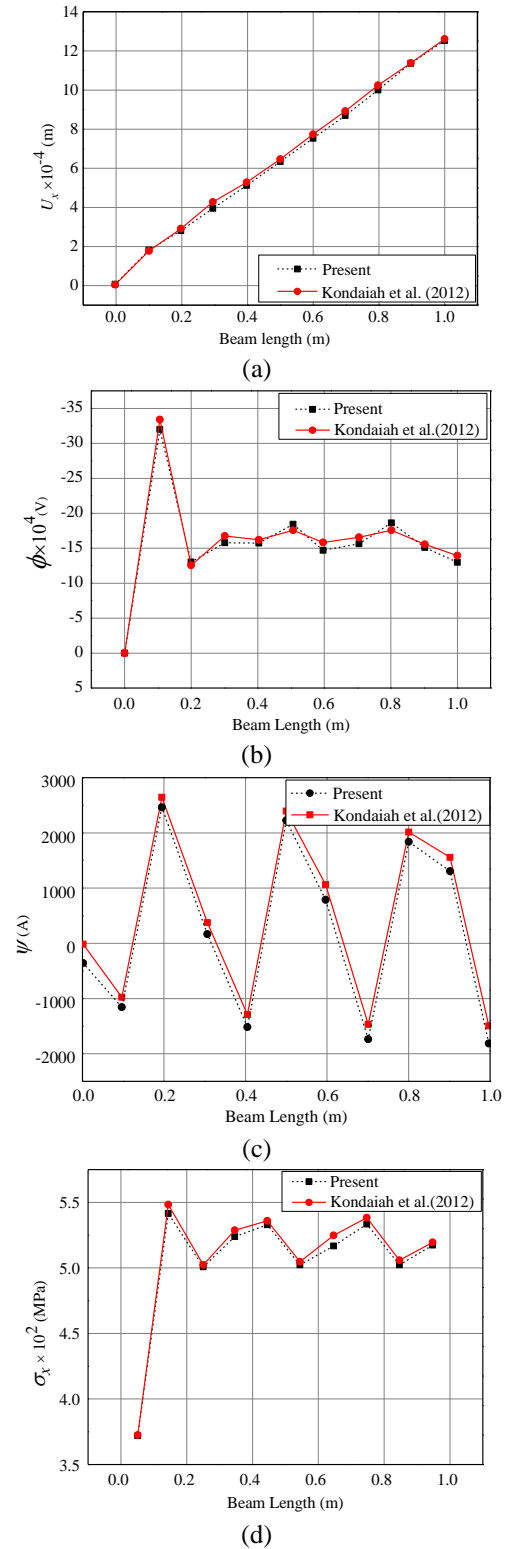 14
12
10
8
6
4
2
0
U_x ×10⁻⁴ (m)
Present
Kondaiah et al. (2012)
0.0 0.2 0.4 0.6 0.8 1.0
Beam length (m)
(a)
-35
-30
-25
-20
-15
-10
-5
0
5
ϕ×10⁴ (V)
Present
Kondaiah et al.(2012)
0.0 0.2 0.4 0.6 0.8 1.0
Beam Length (m)
(b)
3000
2000
1000
0
-1000
-2000
ψ (A)
Present
Kondaiah et al.(2012)
0.0 0.2 0.4 0.6 0.8 1.0
Beam Length (m)
(c)
5.5
5.0
4.5
4.0
3.5
σ_x × 10² (MPa)
Present
Kondaiah et al.(2012)
0.0 0.2 0.4 0.6 0.8 1.0
Beam Length (m)
(d)